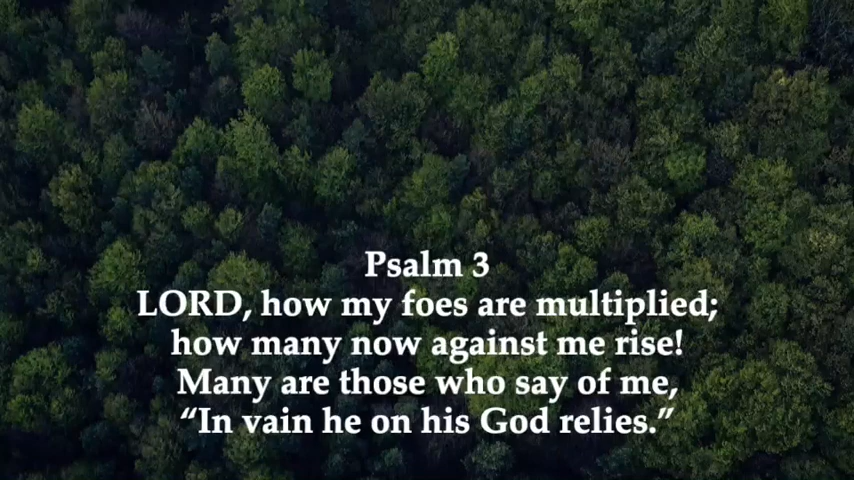 Psalm 3
LORD, how my foes are multiplied;
how many now against me rise!
Many are those who say of me,
“In vain he on his God relies.”